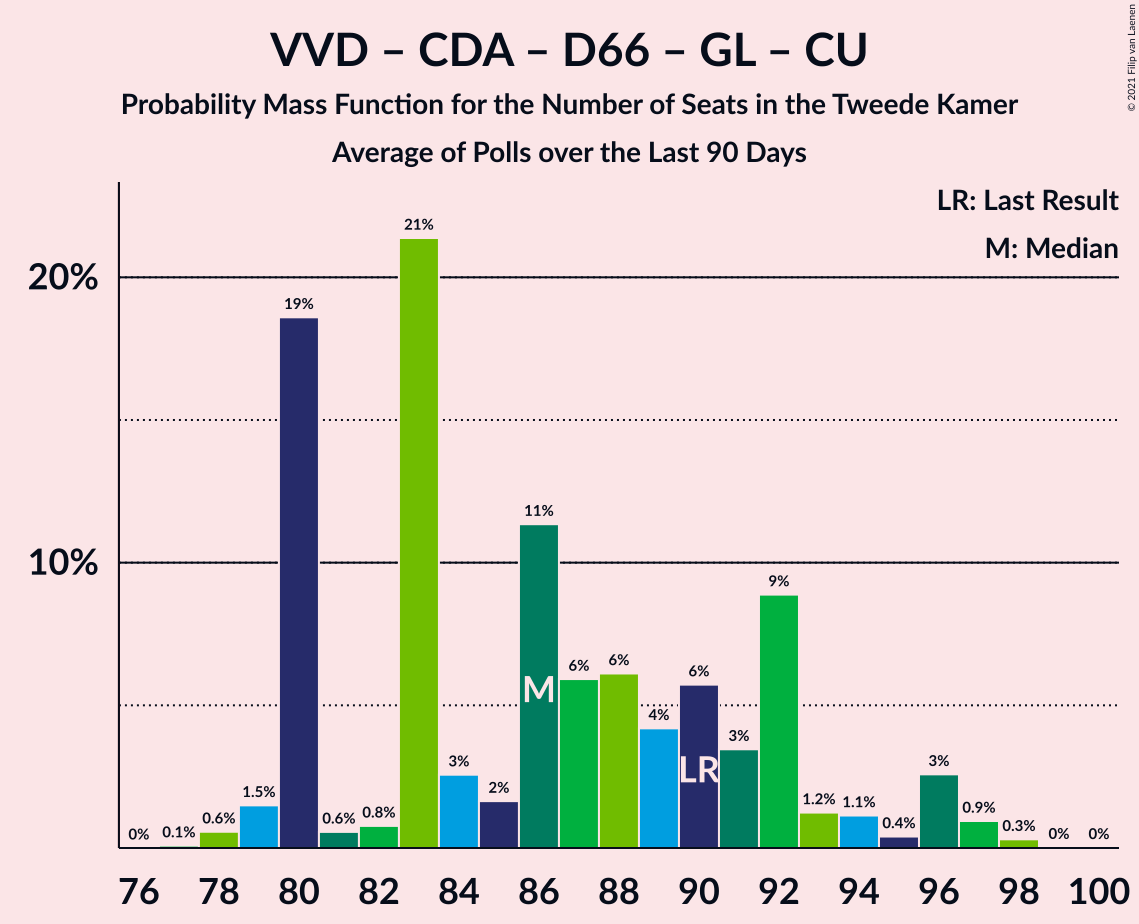 © 2021 Filip van Laenen
VVD – CDA – D66 – GL – CU
Probability Mass Function for the Number of Seats in the Tweede Kamer
Average of Polls over the Last 90 Days
LR: Last Result
M: Median
20%
10%
0% 0.1% 0.6% 1.5% 19% 0.6% 0.8% 21% 3% 2% 11% 6% 6% 4% 6% 3% 9% 1.2% 1.1% 0.4% 3% 0.9% 0.3% 0% 0%
M
LR
76 78 80 82 84 86 88 90 92 94 96 98 100